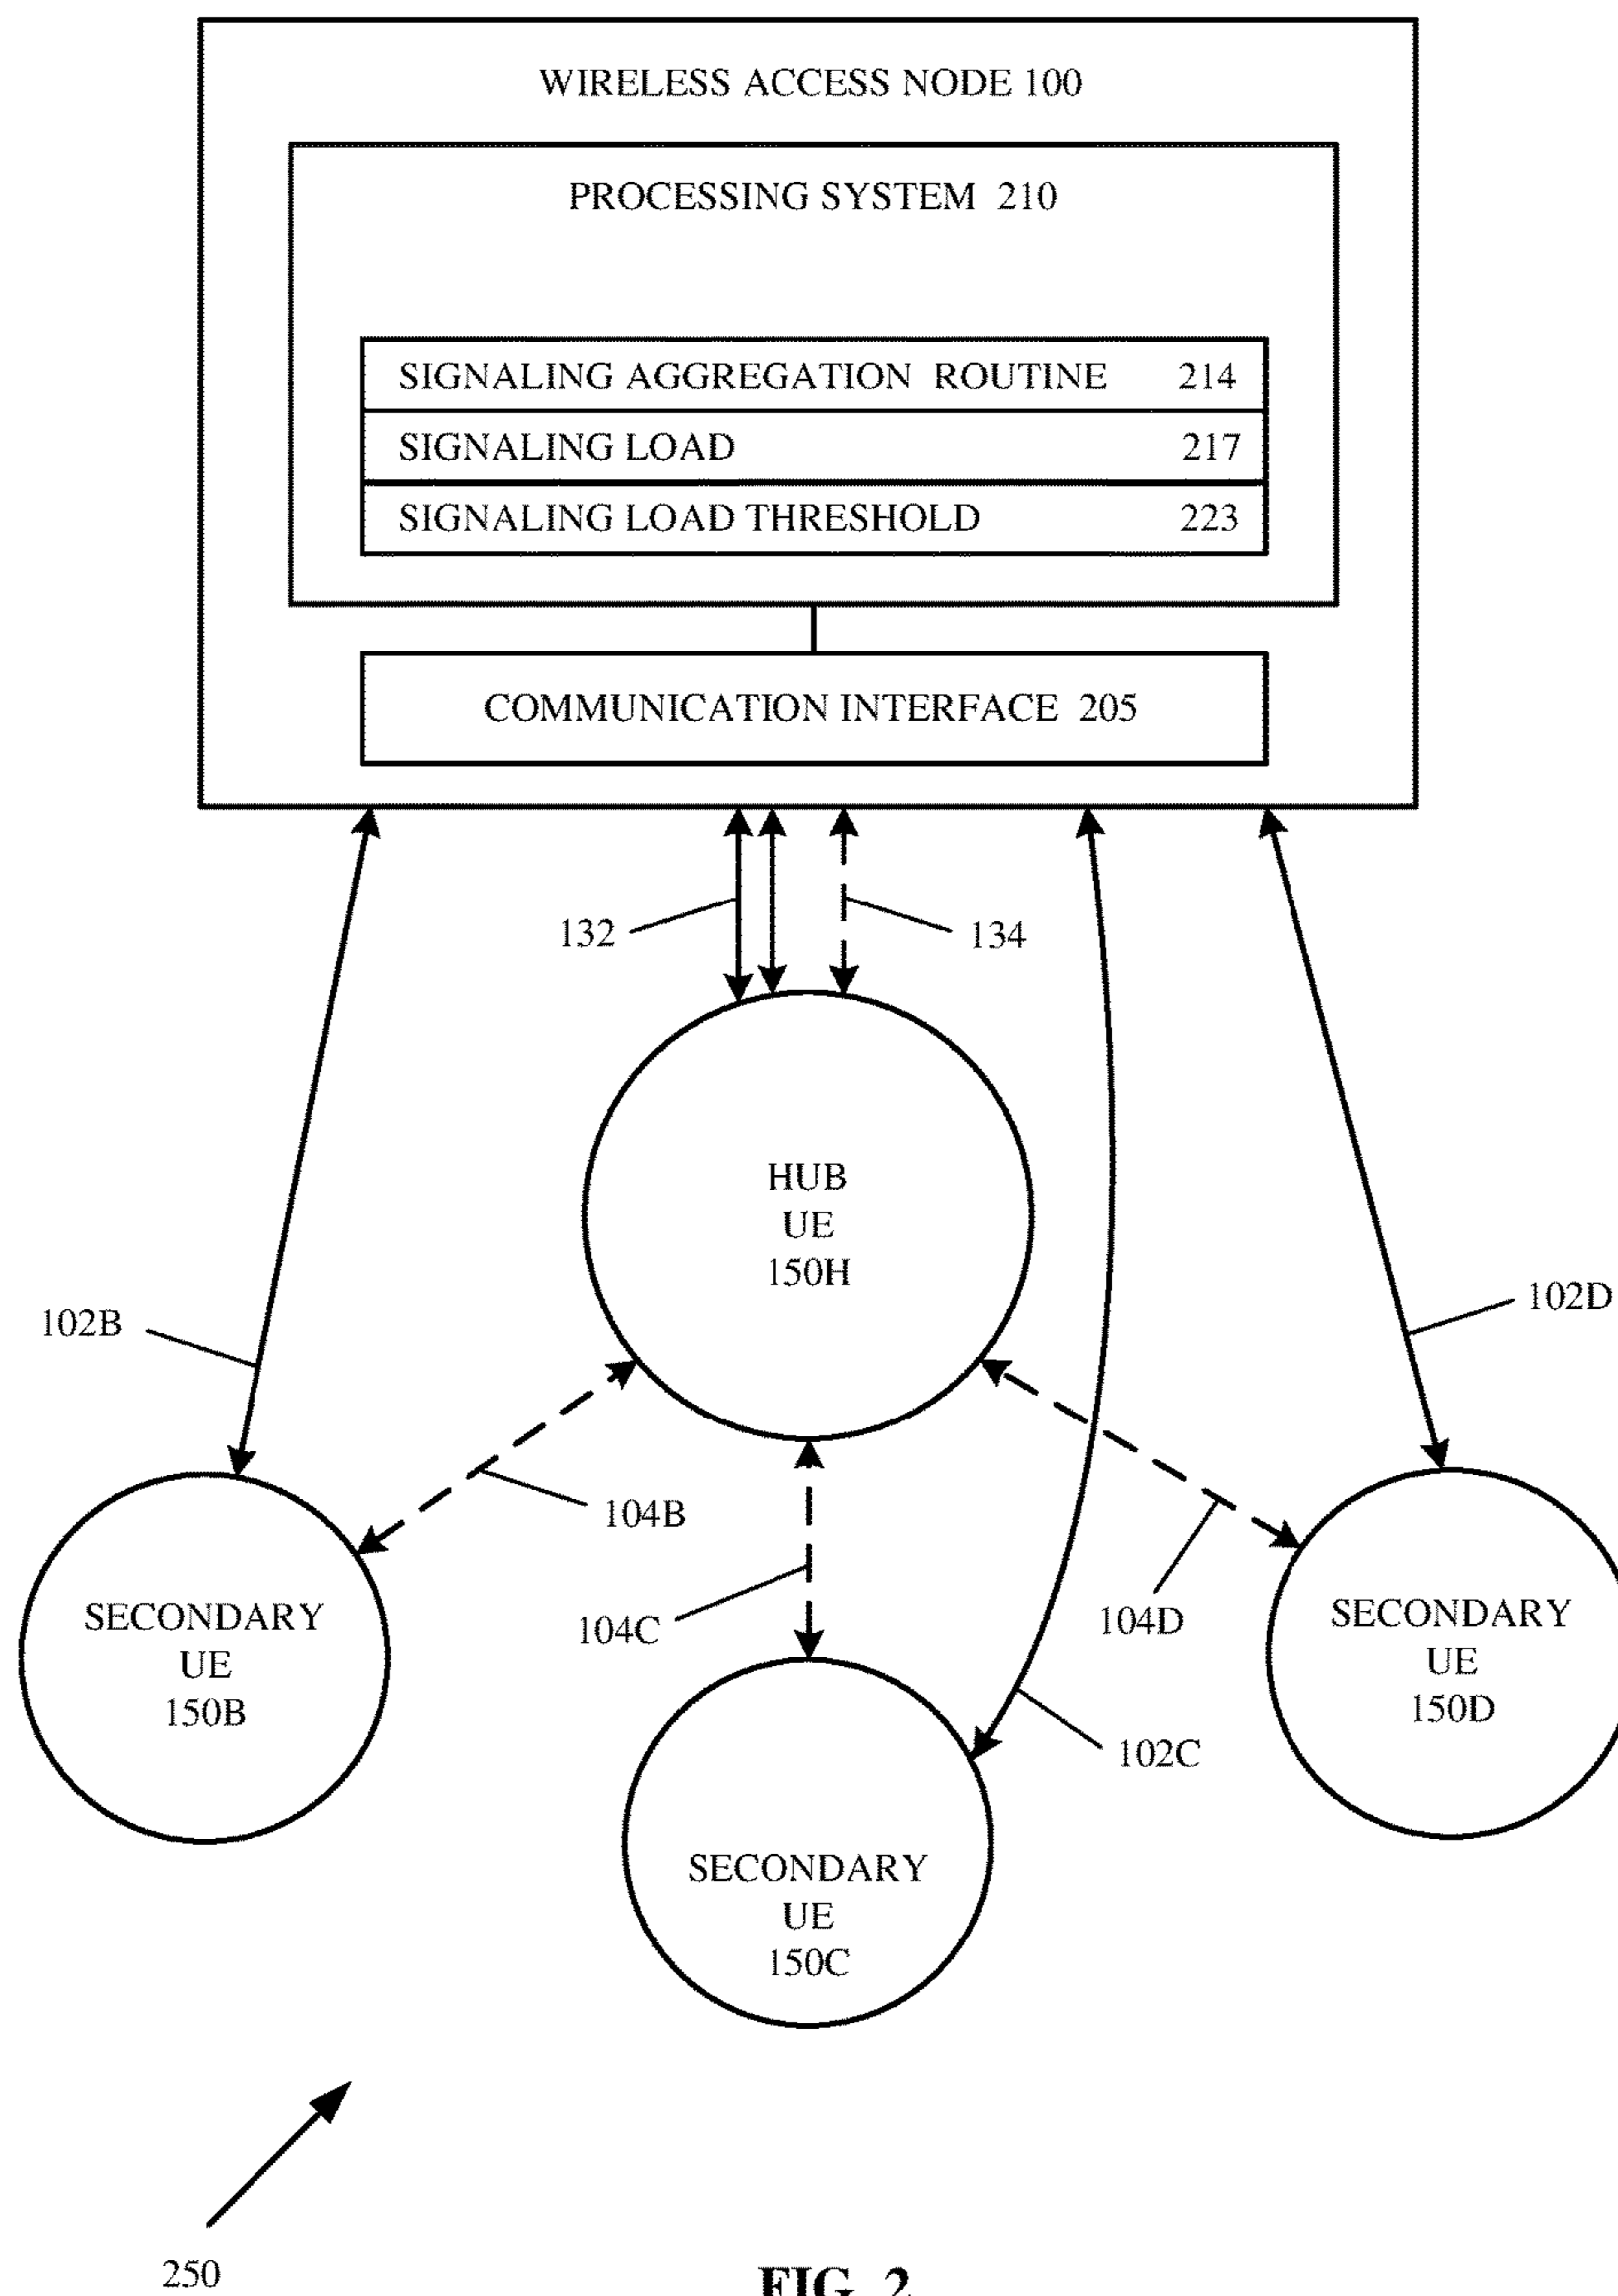 WIRELESS ACCESS NODE 100
PROCESSING SYSTEM 210
SIGNALING AGGREGATION ROUTINE 214
SIGNALING LOAD 217
SIGNALING LOAD THRESHOLD 223
COMMUNICATION INTERFACE 205
132
134
HUB
UE
150H
102B
102D
104B
104C
104D
SECONDARY
UE
150B
SECONDARY
UE
150D
102C
SECONDARY
UE
150C
250
FIG. 2